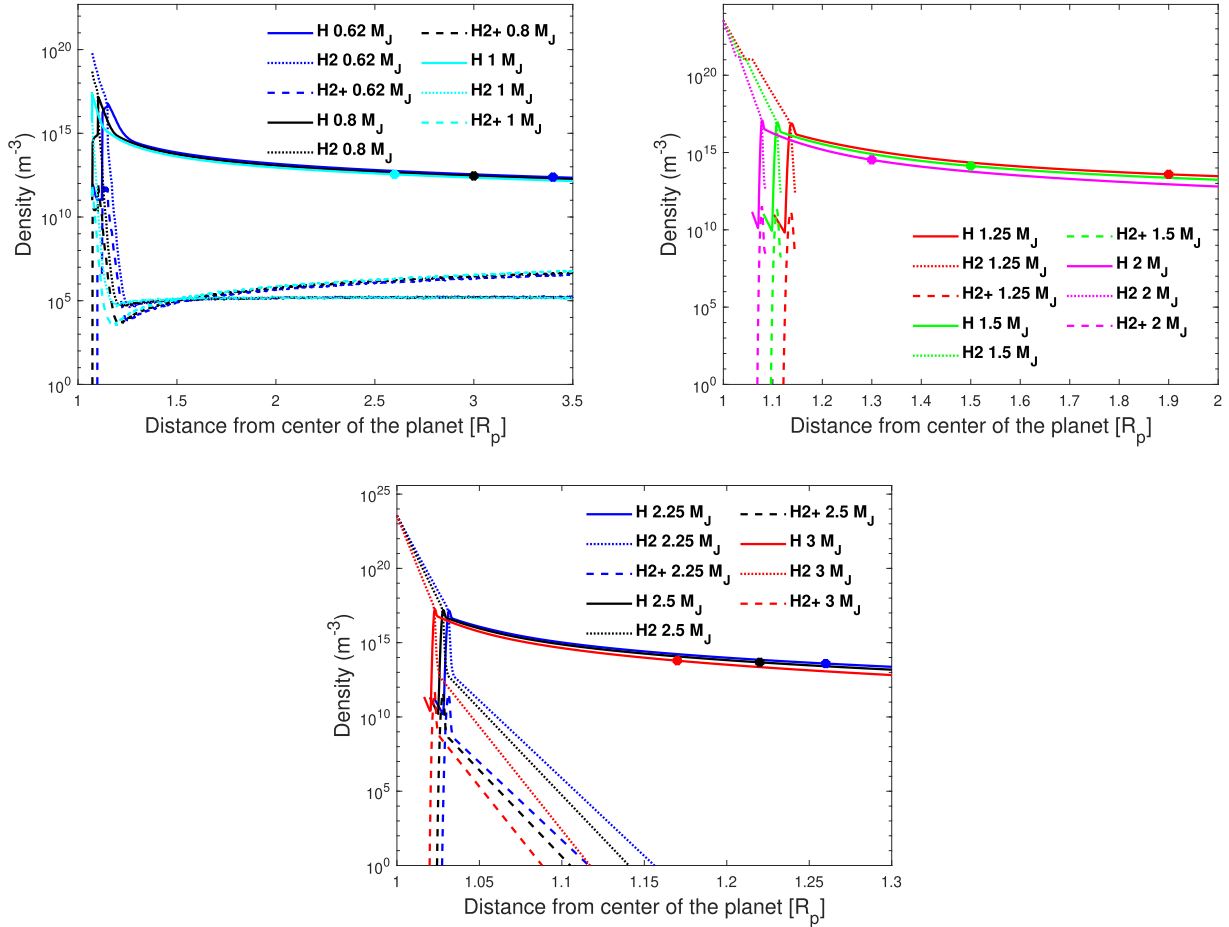 Density (m-3)
10^20
10^15
10^10
10^5
10^0
H 0.62 M_J
H2 0.62 M_J
H2+ 0.62 M_J
H 0.8 M_J
H2 0.8 M_J
H2+ 0.8 M_J
H 1 M_J
H2 1 M_J
H2+ 1 M_J
1 1.5 2 2.5 3 3.5
Distance from center of the planet [R_p]
Density (m-3)
10^20
10^15
10^10
10^5
10^0
H 1.25 M_J
H2 1.25 M_J
H2+ 1.25 M_J
H 1.5 M_J
H2 1.5 M_J
H2+ 1.5 M_J
H 2 M_J
H2 2 M_J
H2+ 2 M_J
1 1.1 1.2 1.3 1.4 1.5 1.6 1.7 1.8 1.9 2
Distance from center of the planet [R_p]
Density (m-3)
10^25
10^20
10^15
10^10
10^5
10^0
H 2.25 M_J
H2 2.25 M_J
H2+ 2.25 M_J
H 2.5 M_J
H2 2.5 M_J
H2+ 2.5 M_J
H 3 M_J
H2 3 M_J
H2+ 3 M_J
1 1.05 1.1 1.15 1.2 1.25 1.3
Distance from center of the planet [R_p]